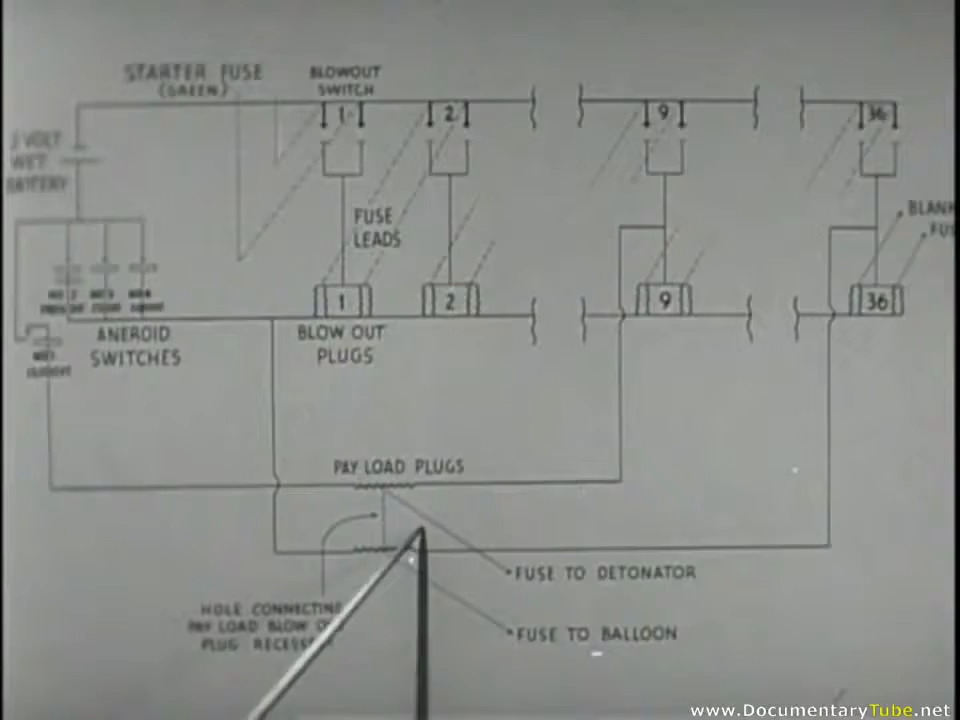 STARTER FUSE
(GREEN)
BLOWOUT
SWITCH
1
2
9
36
VOLT
WET
BATTERY
FUSE
LEADS
BLANK
FU
1
2
9
36
ANEROID
SWITCHES
BLOW OUT
PLUGS
PAY LOAD PLUGS
FUSE TO DETONATOR
HOLE CONNECTING
PAY LOAD BLOW
PLUG
FUSE TO BALLOON
www.DocumentaryTube.net